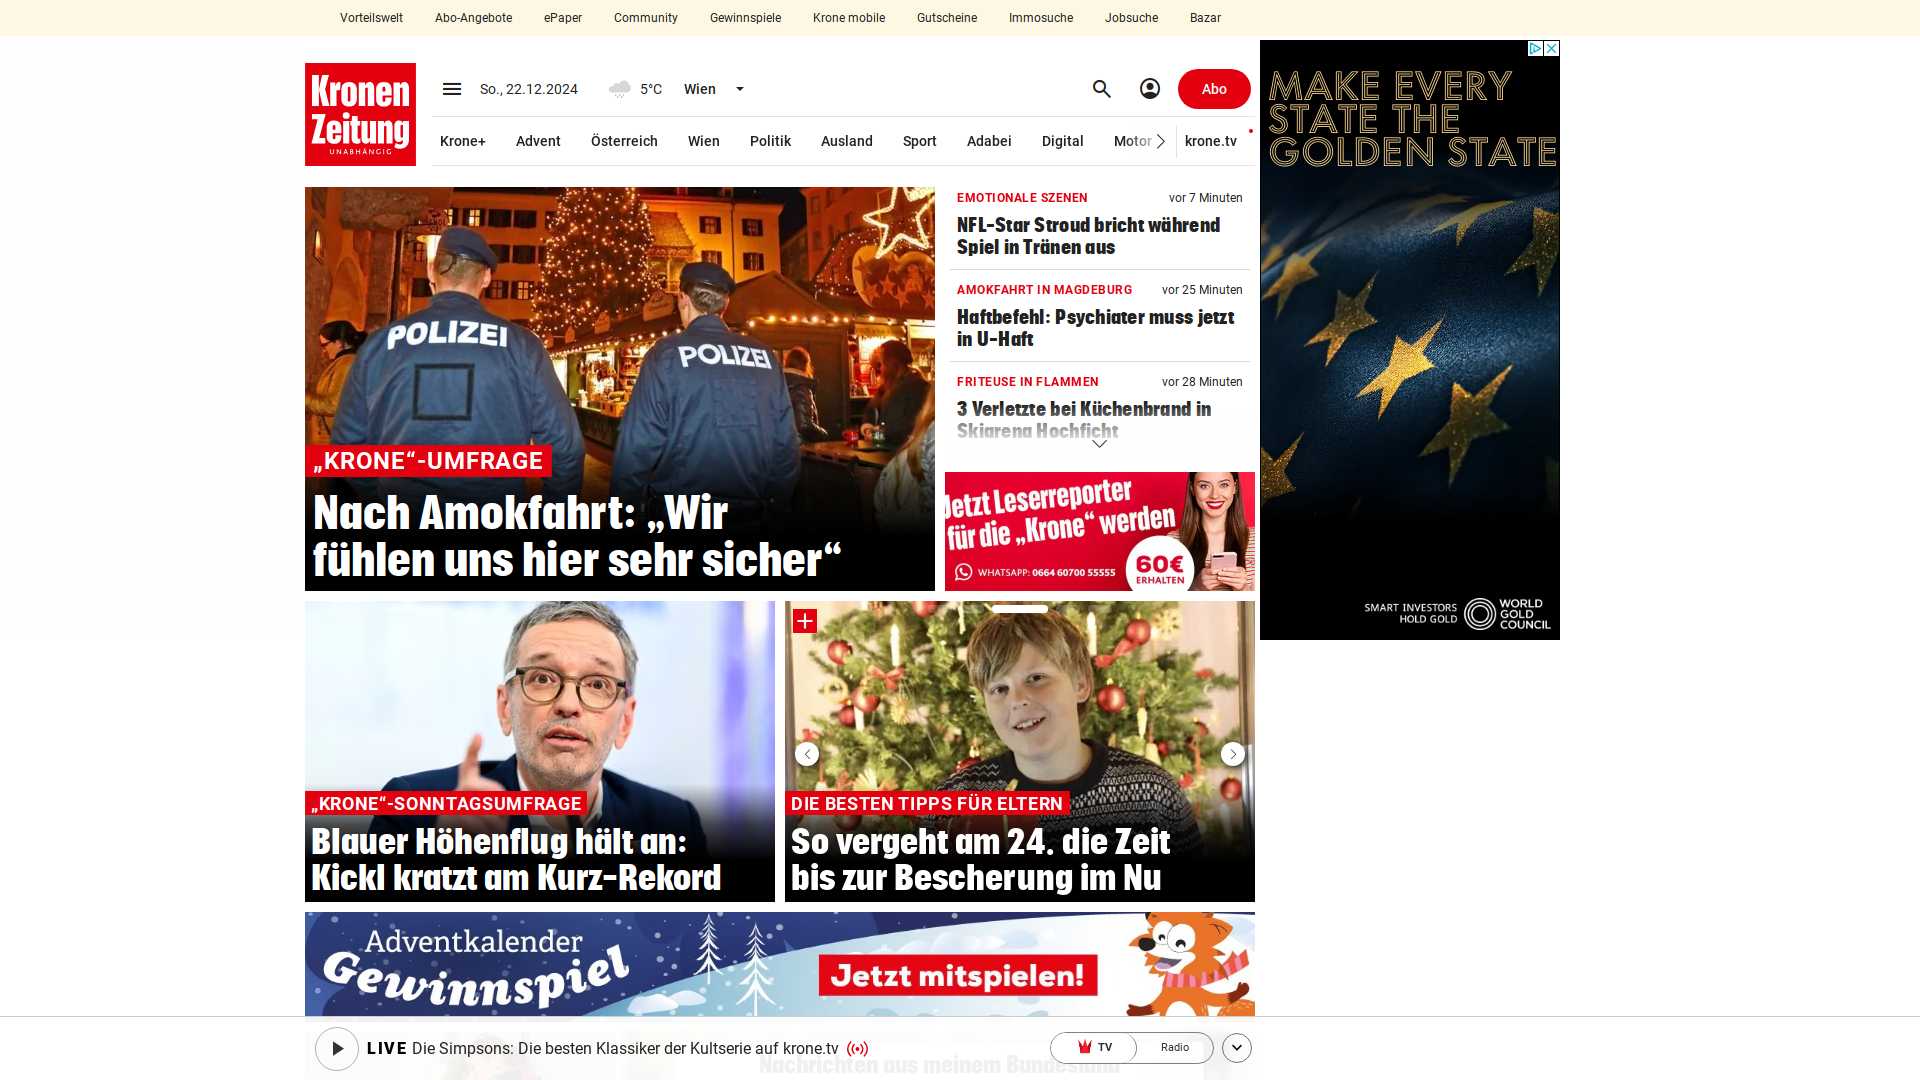 Vorteilswelt
Abo-Angebote
ePaper
Community
Gewinnspiele
Krone mobile
Gutscheine
Immosuche
Jobsuche
Bazar
Kronen
Zeitung
UNABHÄNGIG
So., 22.12.2024
5°C
Wien
Abo
Krone+
Advent
Österreich
Wien
Politik
Ausland
Sport
Adabei
Digital
Motor
krone.tv
POLIZEI
POLIZEI
„KRONE“-UMFRAGE
Nach Amokfahrt: „Wir
fühlen uns hier sehr sicher“
EMOTIONALE SZENEN
vor 7 Minuten
NFL-Star Stroud bricht während
Spiel in Tränen aus
AMOKFAHRT IN MAGDEBURG
vor 25 Minuten
Haftbefehl: Psychiater muss jetzt
in U-Haft
FRITEUSE IN FLAMMEN
vor 28 Minuten
3 Verletzte bei Küchenbrand in
Skiarena Hochficht
Jetzt Leserreporter
für die „Krone“ werden
WHATSAPP: 0664 60700 55555
60€
ERHALTEN
MAKE EVERY
STATE THE
GOLDEN STATE
SMART INVESTORS
HOLD GOLD
WORLD
GOLD
COUNCIL
„KRONE“-SONNTAGSUMFRAGE
Blauer Höhenflug hält an:
Kickl kratzt am Kurz-Rekord
DIE BESTEN TIPPS FÜR ELTERN
So vergeht am 24. die Zeit
bis zur Bescherung im Nu
Adventkalender
Gewinnspiel
Jetzt mitspielen!
LIVE Die Simpsons: Die besten Klassiker der Kultserie auf krone.tv
TV
Radio
Nachrichten aus meinem Bundesland